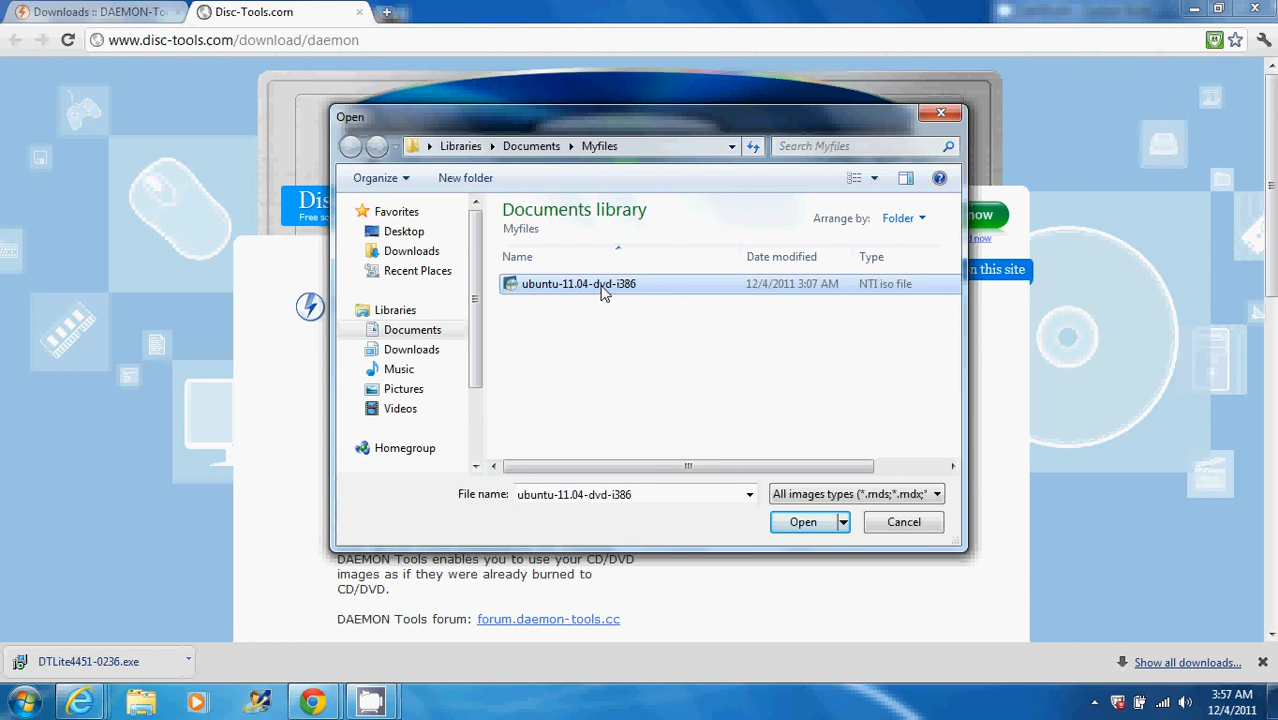 Downloads :: DAEMON-To
Disc-Tools.com
www.disc-tools.com/download/daemon
Open
Libraries
Documents
Myfiles
Search Myfiles
Organize
New folder
Favorites
Desktop
Downloads
Recent Places
Libraries
Documents
Downloads
Music
Pictures
Videos
Homegroup
Documents library
Myfiles
Arrange by:
Folder
Name
Date modified
Type
ubuntu-11.04-dvd-i386
12/4/2011 3:07 AM
NTI iso file
File name:
ubuntu-11.04-dvd-i386
All images types (*.mds;*.mdx;*
Open
Cancel
Dis
Free s
now
d now
n this site
DAEMON Tools enables you to use your CD/DVD
images as if they were already burned to
CD/DVD.
DAEMON Tools forum: forum.daemon-tools.cc
DTLite4451-0236.exe
Show all downloads...
3:57 AM
12/4/2011